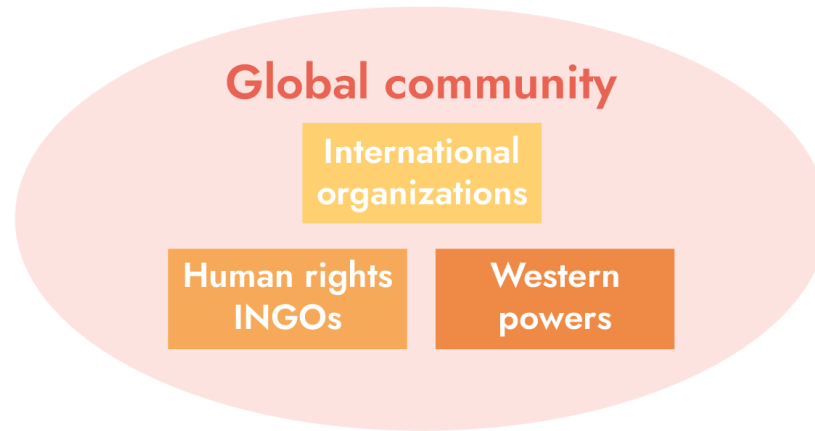 Global community
International
organizations
Human rights
INGOs
Western
powers